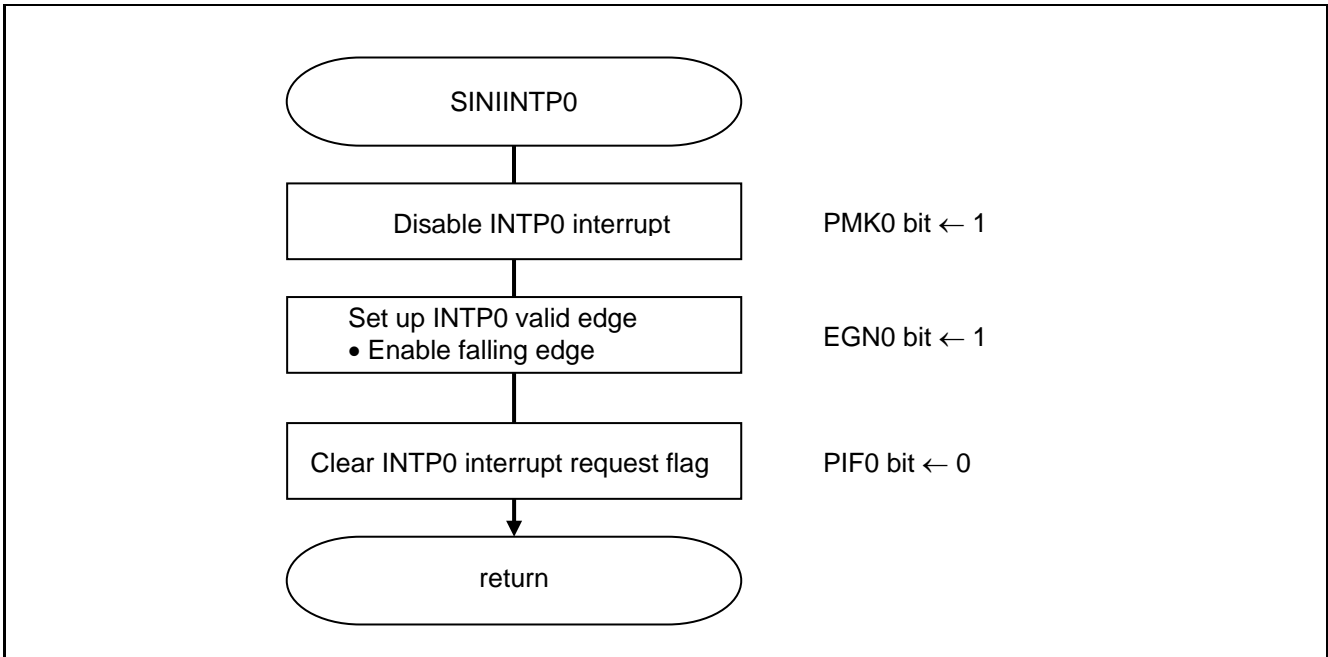 SINIINTP0
Disable INTP0 interrupt
PMK0 bit ← 1
Set up INTP0 valid edge
• Enable falling edge
EGN0 bit ← 1
Clear INTP0 interrupt request flag
PIF0 bit ← 0
return